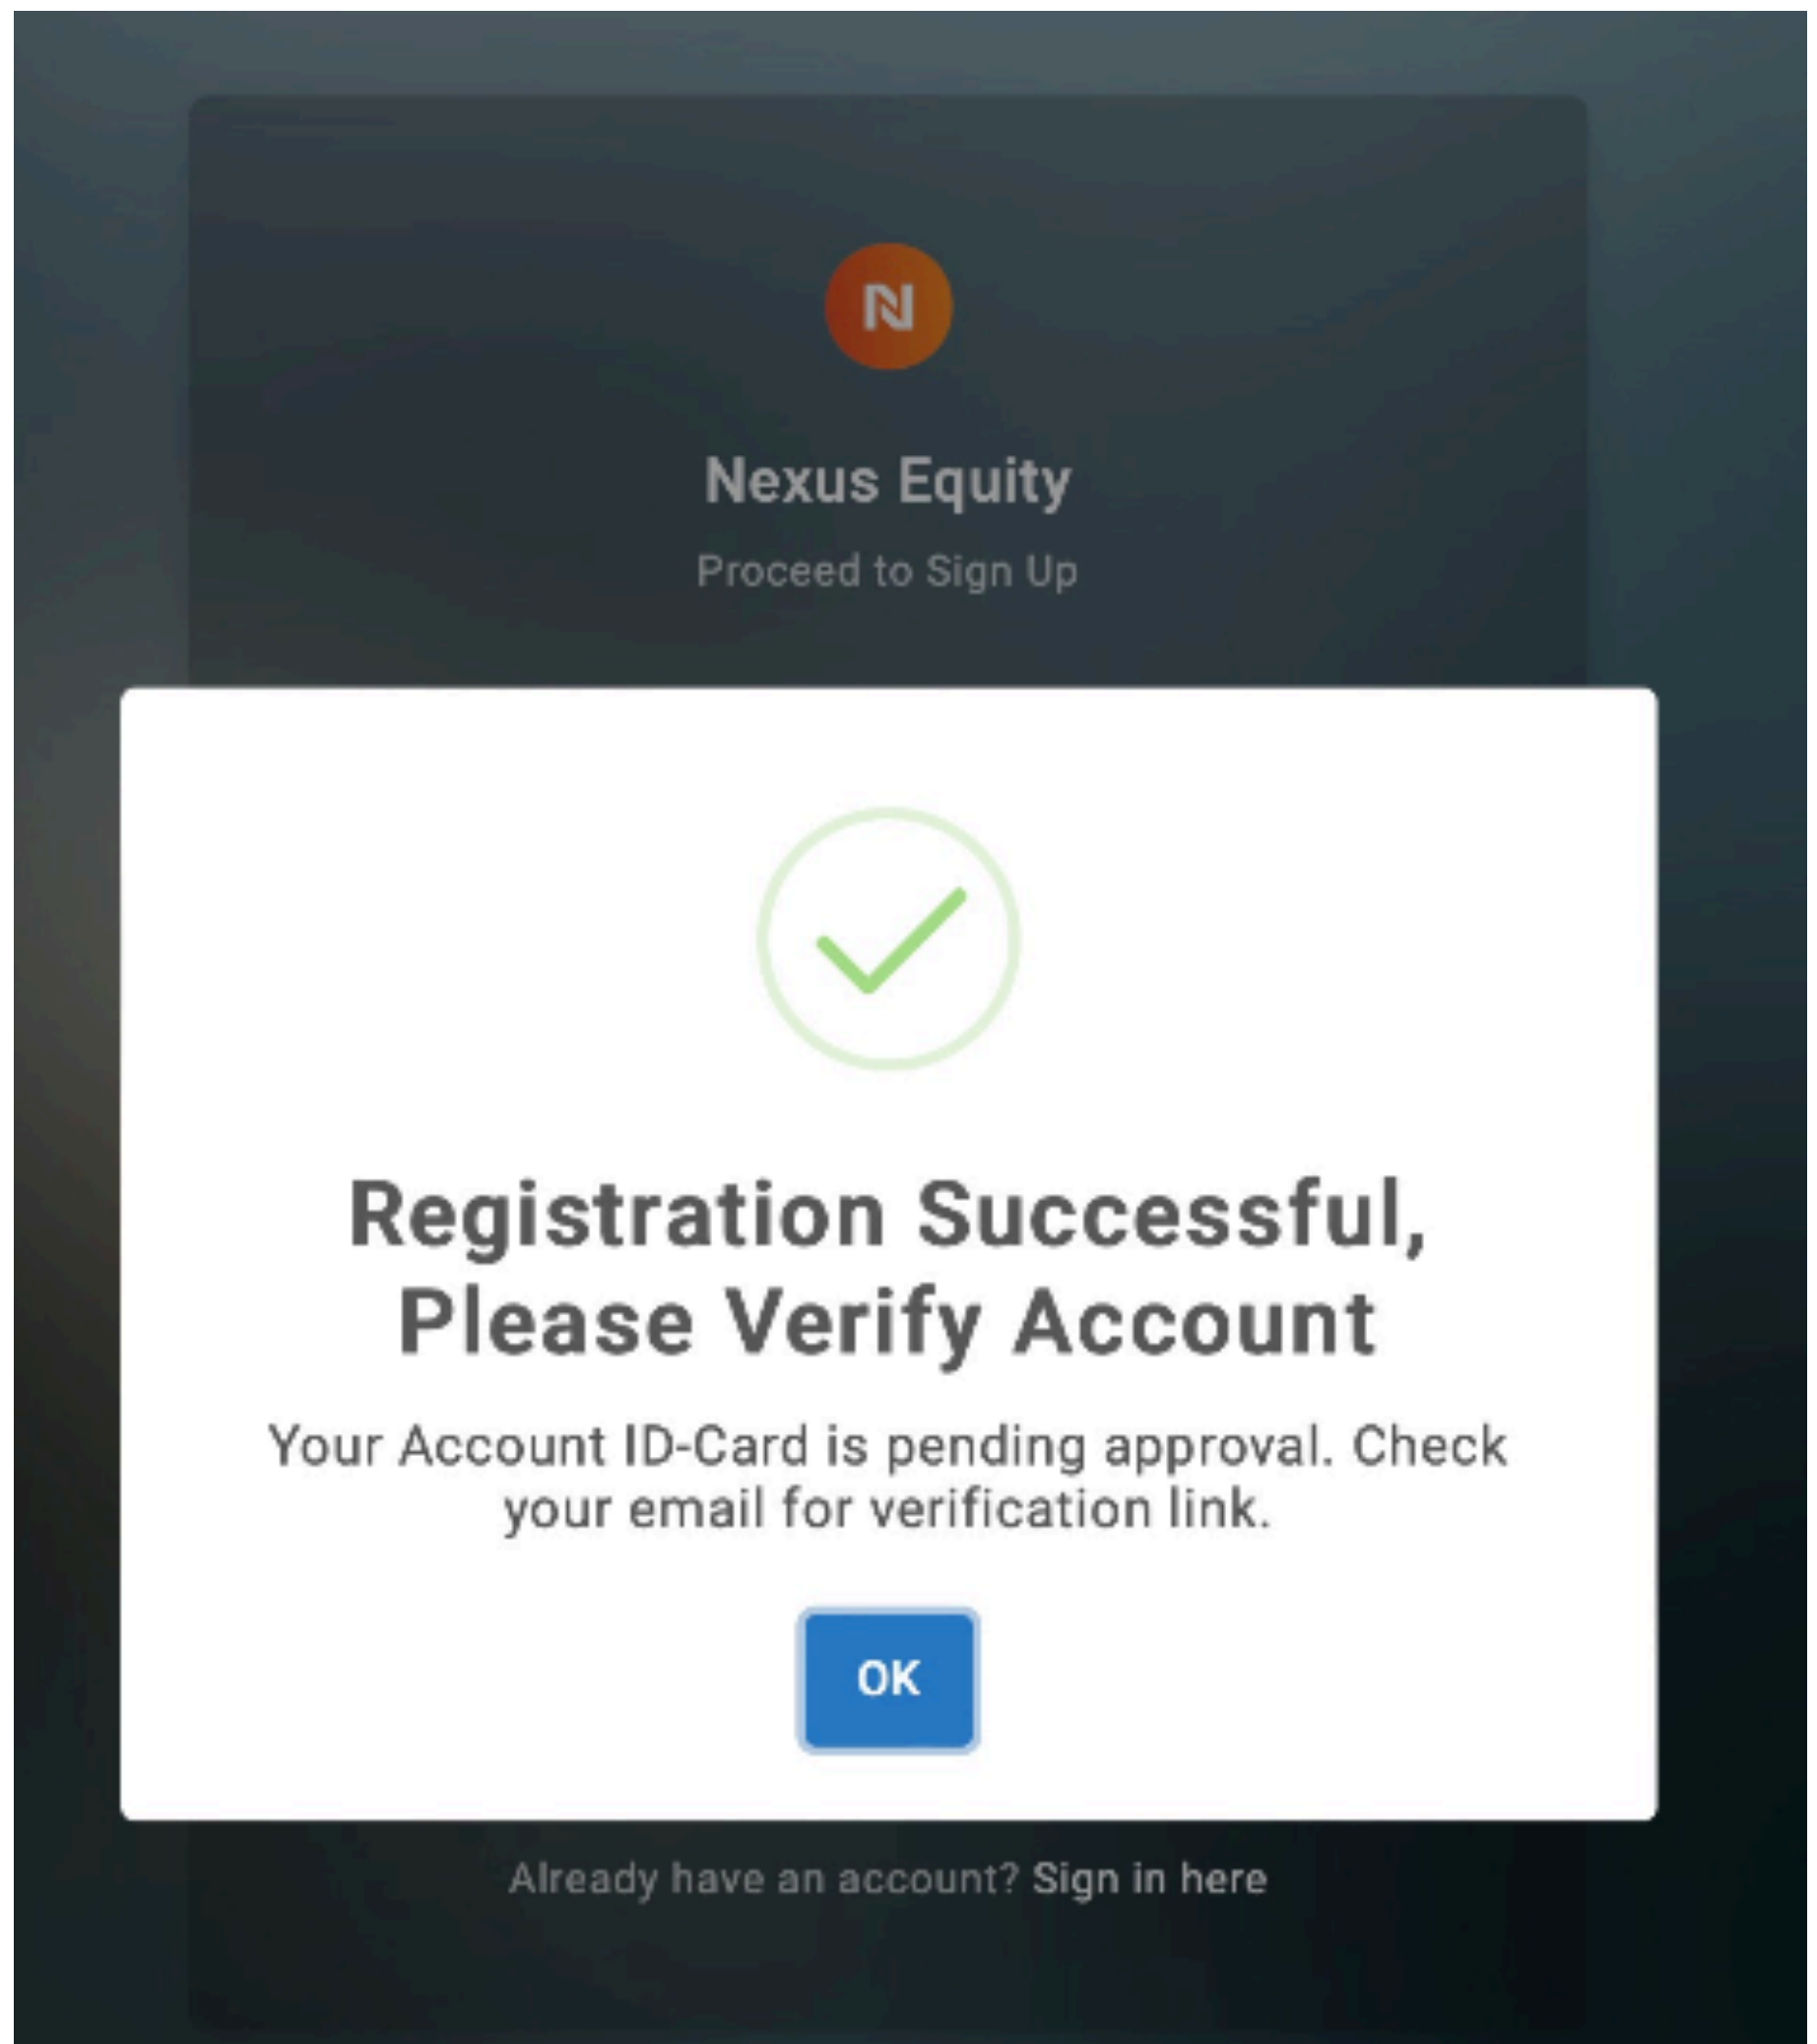 N
Nexus Equity
Proceed to Sign Up
Registration Successful,
Please Verify Account
Your Account ID-Card is pending approval. Check
your email for verification link.
OK
Already have an account? Sign in here